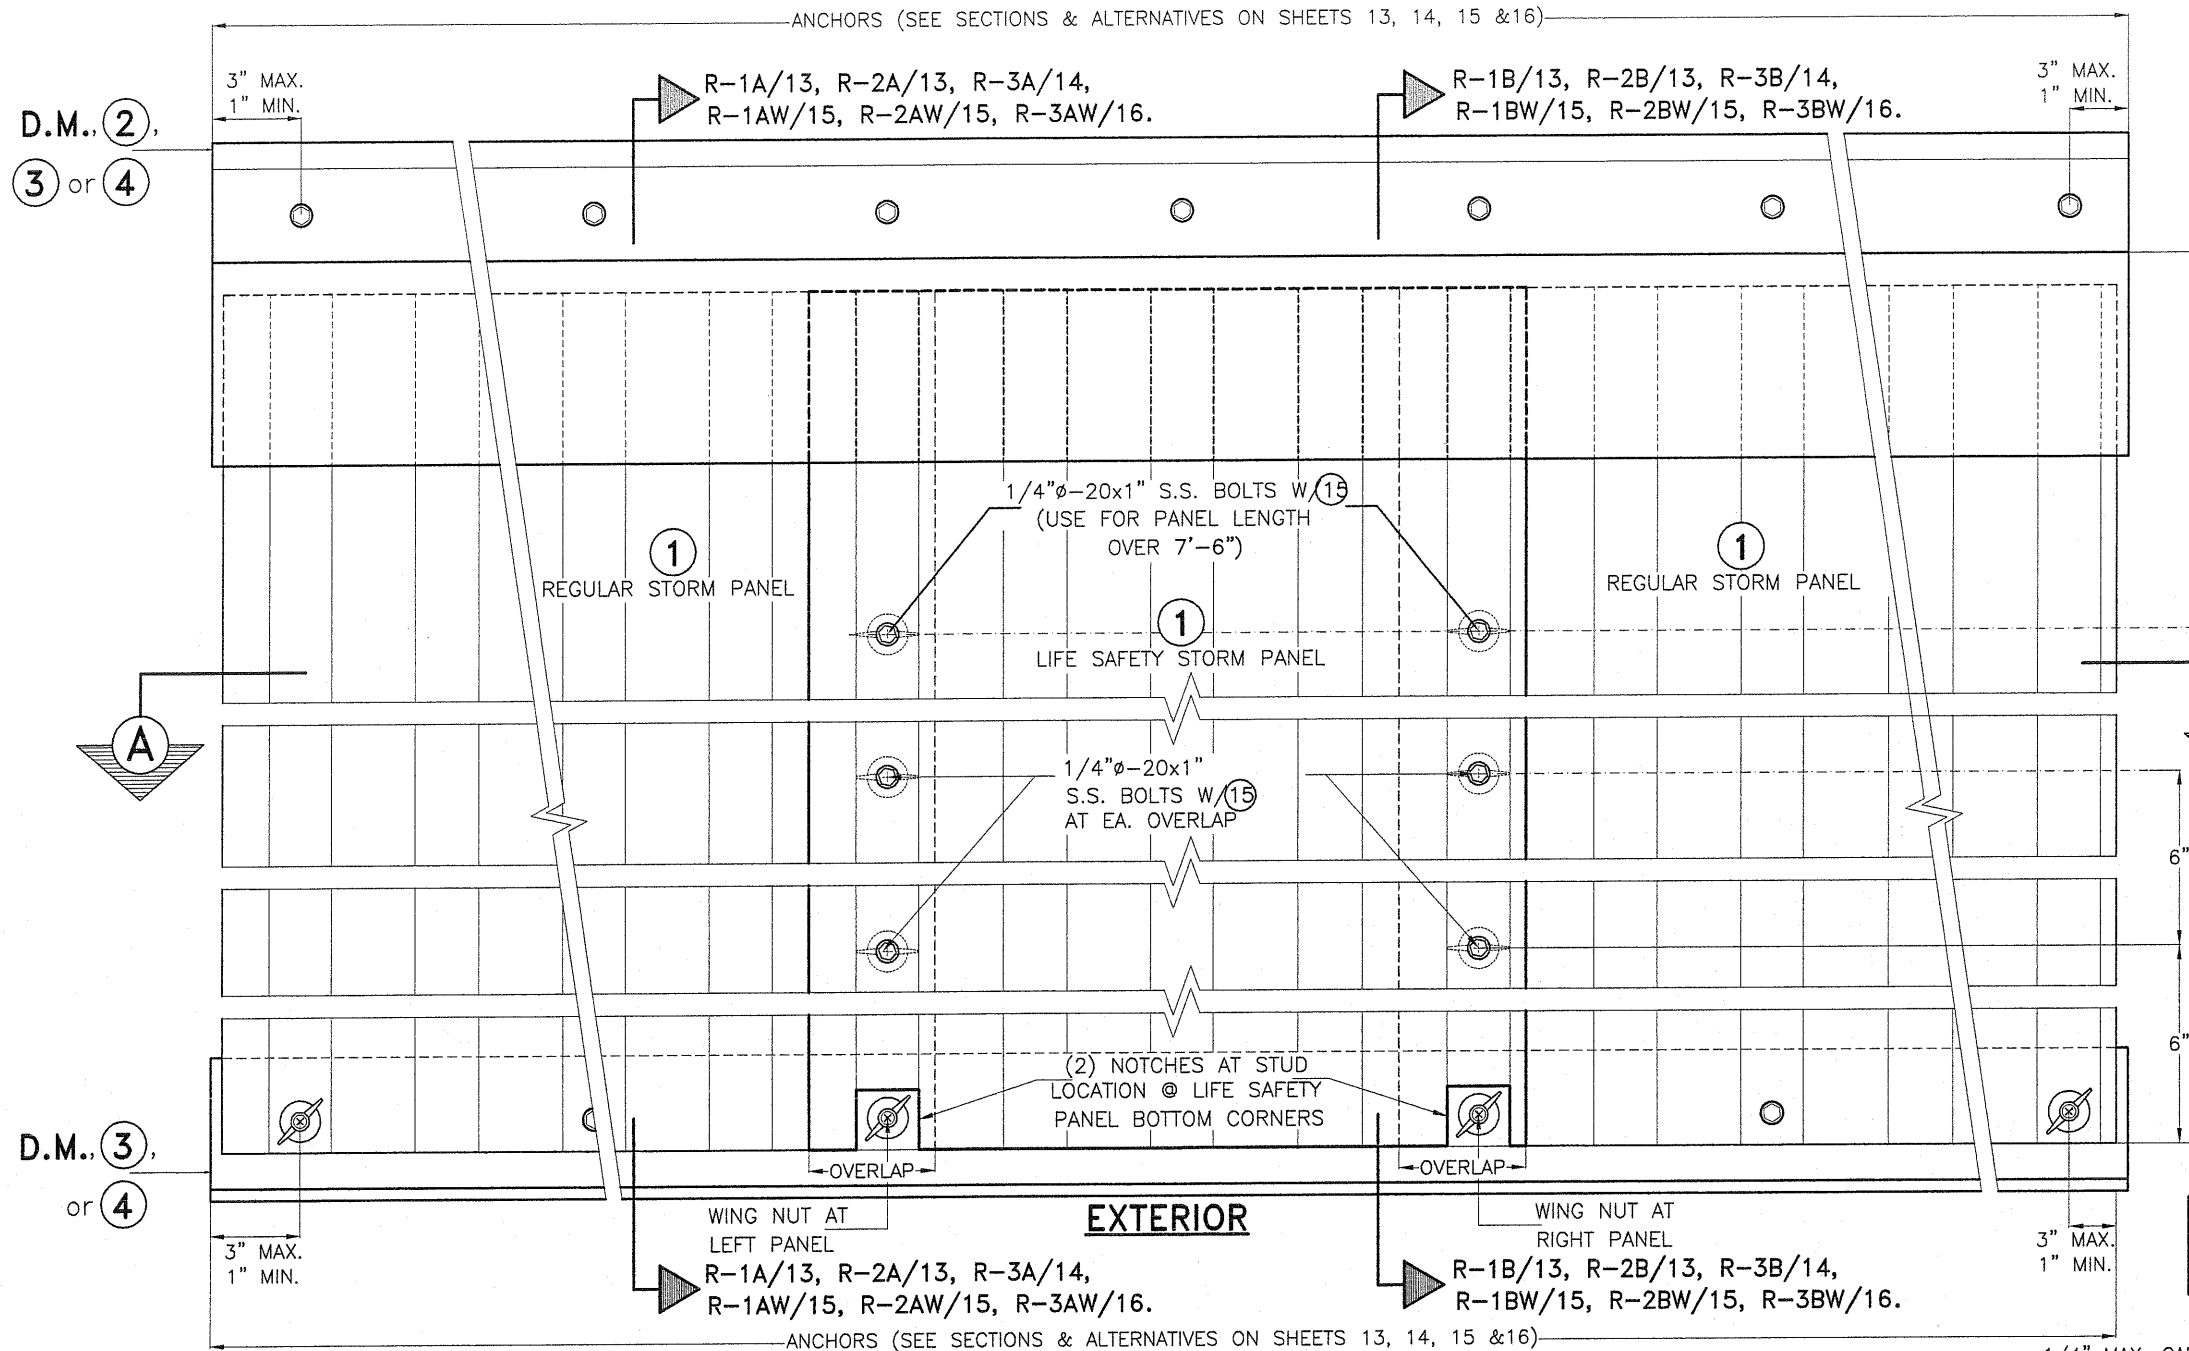 ANCHORS (SEE SECTIONS & ALTERNATIVES ON SHEETS 13, 14, 15 &16)
3" MAX.
1" MIN.
R-1A/13, R-2A/13, R-3A/14,
R-1AW/15, R-2AW/15, R-3AW/16.
R-1B/13, R-2B/13, R-3B/14,
R-1BW/15, R-2BW/15, R-3BW/16.
3" MAX.
1" MIN.
D.M., 2,
3 or 4
1/4"ø-20x1" S.S. BOLTS W/15
(USE FOR PANEL LENGTH
OVER 7'-6")
1
REGULAR STORM PANEL
1
REGULAR STORM PANEL
1
LIFE SAFETY STORM PANEL
A
1/4"ø-20x1"
S.S. BOLTS W/15
AT EA. OVERLAP
6"
6"
(2) NOTCHES AT STUD
LOCATION @ LIFE SAFETY
PANEL BOTTOM CORNERS
D.M., 3,
or 4
OVERLAP
OVERLAP
WING NUT AT
LEFT PANEL
EXTERIOR
WING NUT AT
RIGHT PANEL
3" MAX.
1" MIN.
R-1A/13, R-2A/13, R-3A/14,
R-1AW/15, R-2AW/15, R-3AW/16.
R-1B/13, R-2B/13, R-3B/14,
R-1BW/15, R-2BW/15, R-3BW/16.
3" MAX.
1" MIN.
ANCHORS (SEE SECTIONS & ALTERNATIVES ON SHEETS 13, 14, 15 &16)